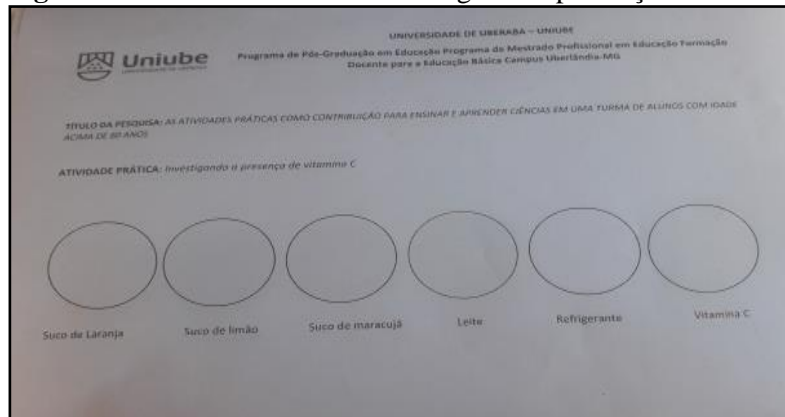 UNIVERSIDADE DE UBERABA – UNIUBE
Uniube
Programa de Pós-Graduação em Educação Programa de Mestrado Profissional em Educação Formação
Docente para a Educação Básica Campus Uberlândia-MG
TÍTULO DA PESQUISA: AS ATIVIDADES PRÁTICAS COMO CONTRIBUIÇÃO PARA ENSINAR E APRENDER CIÊNCIAS EM UMA TURMA DE ALUNOS COM IDADE
ACIMA DE 60 ANOS
ATIVIDADE PRÁTICA: Investigando a presença de vitamina C
Suco de Laranja Suco de limão Suco de maracujá Leite Refrigerante Vitamina C